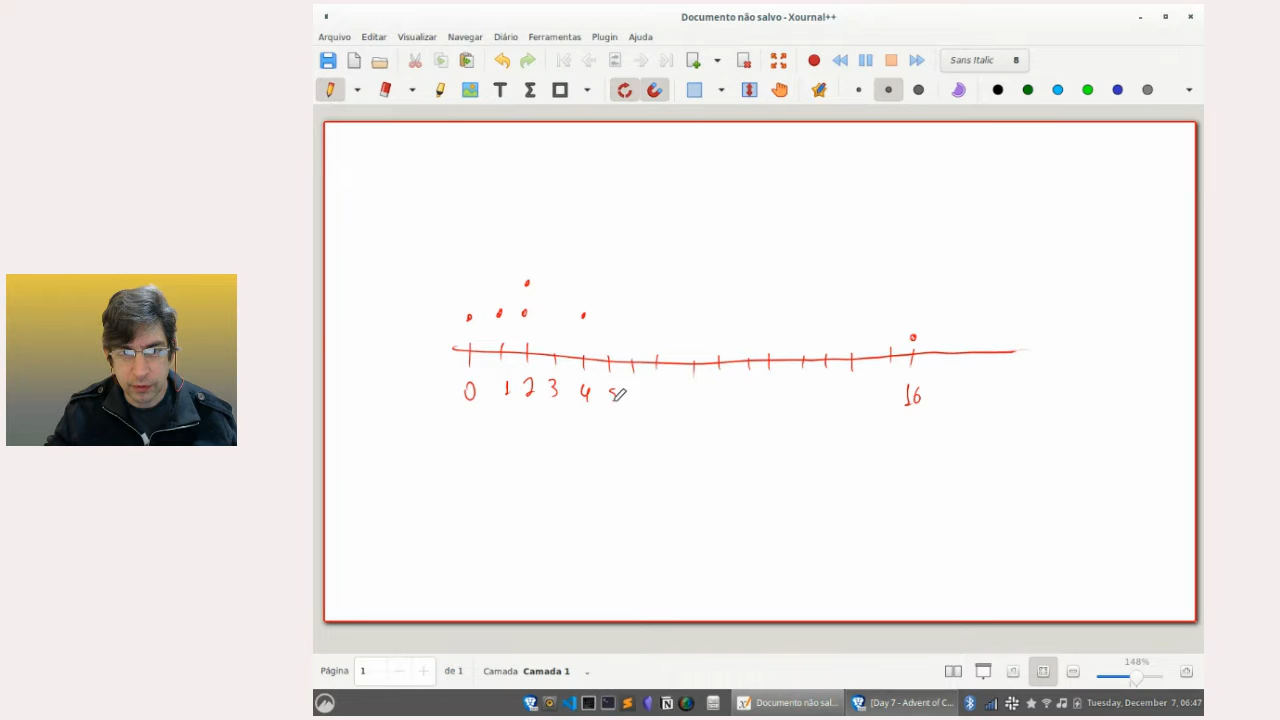 Documento não salvo - Xournal++
Arquivo Editar Visualizar Navegar Diário Ferramentas Plugin Ajuda
Sans Italic 8
0 1 2 3 4 5 16
Página 1 de 1 Camada Camada 1 148%
Documento não sal... [Day 7 - Advent of C... Tuesday, December 7, 06:47